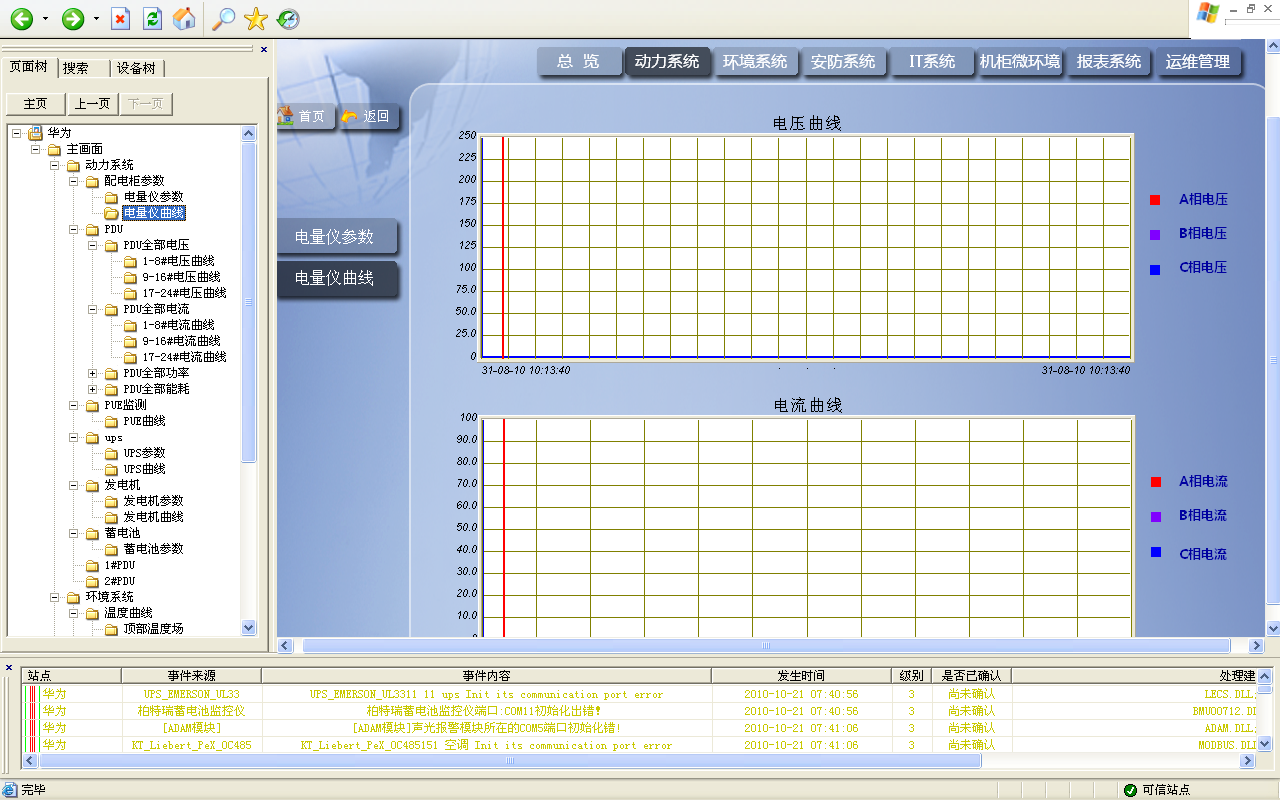 总 览 动力系统 环境系统 安防系统 IT系统 机柜微环境 报表系统 运维管理
页面树 搜索 设备树
主页 上一页 下一页
首页 返回
华为
主画面
动力系统
配电柜参数
电量仪参数
电量仪曲线
PDU
PDU全部电压
1-8#电压曲线
9-16#电压曲线
17-24#电压曲线
PDU全部电流
1-8#电流曲线
9-16#电流曲线
17-24#电流曲线
PDU全部功率
PDU全部能耗
PUE监测
PUE曲线
ups
UPS参数
UPS曲线
发电机
发电机参数
发电机曲线
蓄电池
蓄电池参数
1#PDU
2#PDU
环境系统
温度曲线
顶部温度场
电量仪参数
电量仪曲线
电压曲线
250
225
200
175
150
125
100
75.0
50.0
25.0
0
31-08-10 10:13:40 31-08-10 10:13:40
A相电压
B相电压
C相电压
电流曲线
100
90.0
80.0
70.0
60.0
50.0
40.0
30.0
20.0
10.0
A相电流
B相电流
C相电流
站点 事件来源 事件内容 发生时间 级别 是否已确认 处理建
华为 UPS_EMERSON_UL33 UPS_EMERSON_UL3311 11 ups Init its communication port error 2010-10-21 07:40:56 3 尚未确认 LECS.DLL;
华为 柏特瑞蓄电池监控仪 柏特瑞蓄电池监控仪端口:COM11初始化出错! 2010-10-21 07:40:56 3 尚未确认 BMU00712.Dl
华为 [ADAM模块] [ADAM模块]声光报警模块所在的COM5端口初始化错! 2010-10-21 07:41:06 3 尚未确认 ADAM.DLL;
华为 KT_Liebert_PeX_OC485 KT_Liebert_PeX_OC485151 空调 Init its communication port error 2010-10-21 07:41:06 3 尚未确认 MODBUS.DLI
完毕 可信站点